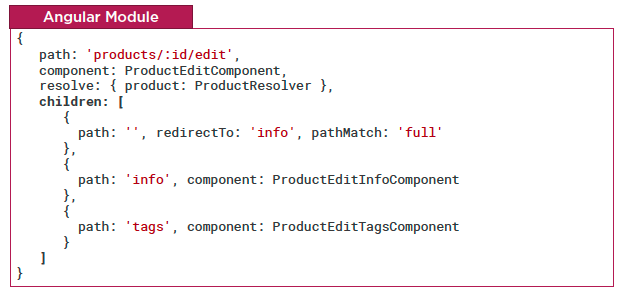 Angular Module
{
path: 'products/:id/edit',
component: ProductEditComponent,
resolve: { product: ProductResolver },
children: [
{
path: '', redirectTo: 'info', pathMatch: 'full'
},
{
path: 'info', component: ProductEditInfoComponent
},
{
path: 'tags', component: ProductEditTagsComponent
}
]
}